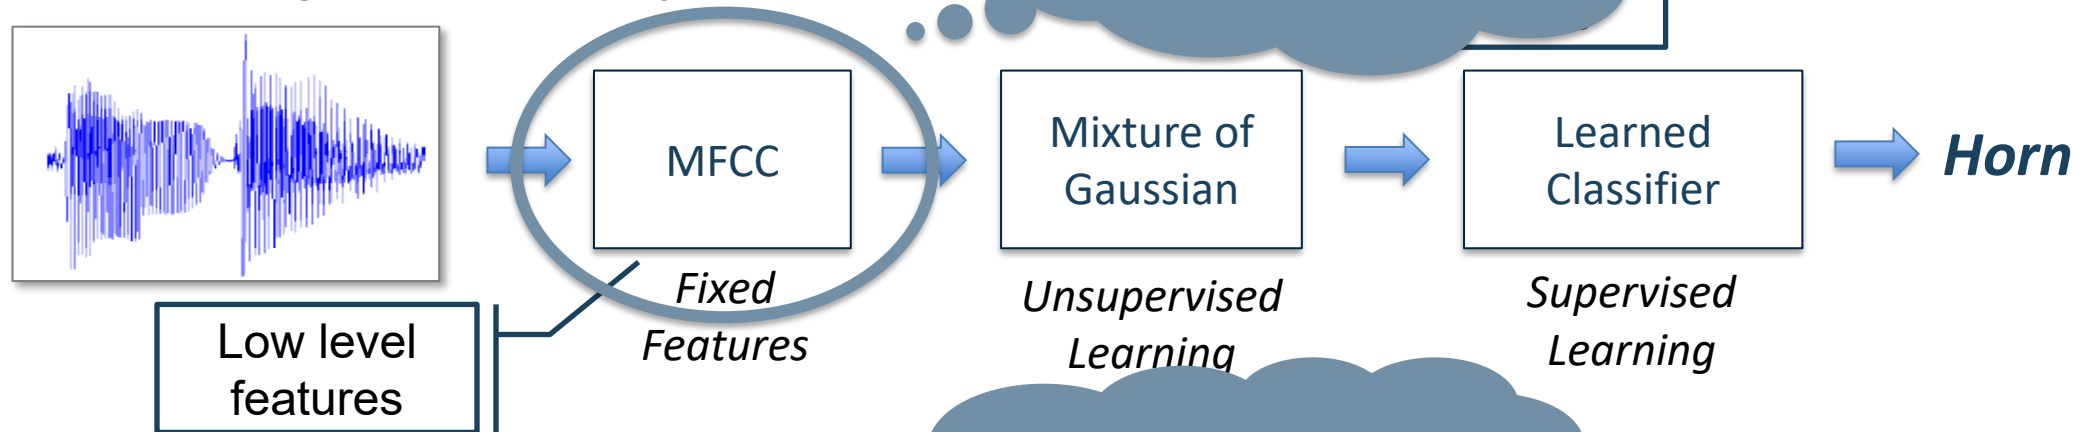 MFCC
Mixture of
Gaussian
Learned
Classifier
Horn
Fixed
Features
Unsupervised
Learning
Supervised
Learning
Low level
features